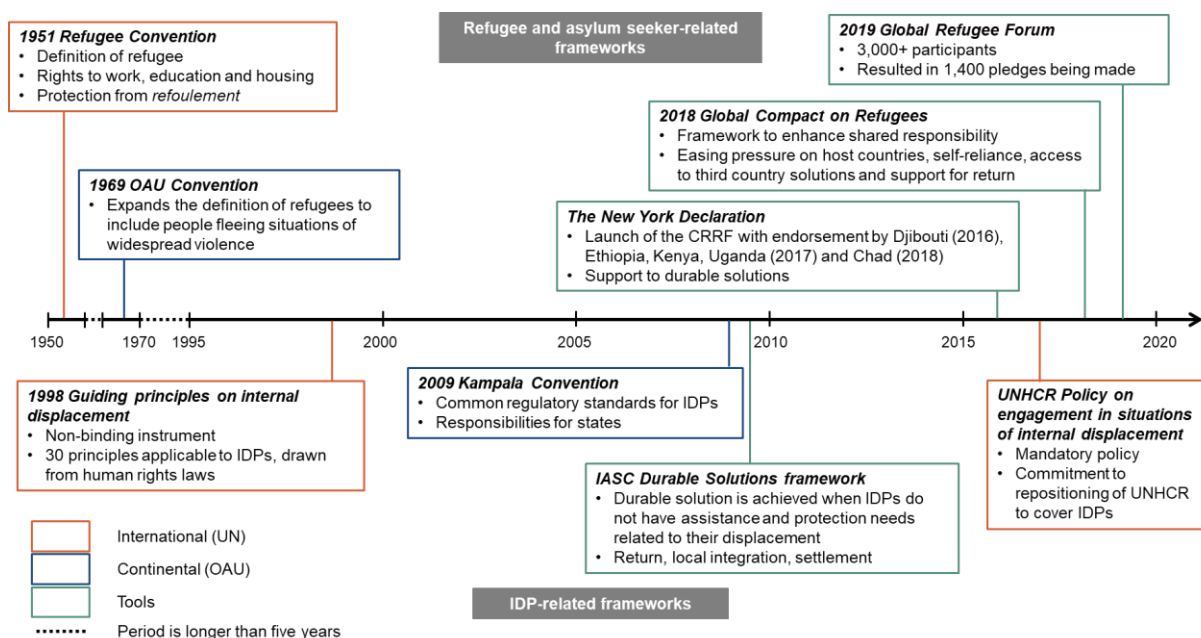 Refugee and asylum seeker-related
frameworks
1951 Refugee Convention
• Definition of refugee
• Rights to work, education and housing
• Protection from refoulement
2019 Global Refugee Forum
• 3,000+ participants
• Resulted in 1,400 pledges being made
2018 Global Compact on Refugees
• Framework to enhance shared responsibility
• Easing pressure on host countries, self-reliance, access
to third country solutions and support for return
1969 OAU Convention
• Expands the definition of refugees to
include people fleeing situations of
widespread violence
The New York Declaration
• Launch of the CRRF with endorsement by Djibouti (2016),
Ethiopia, Kenya, Uganda (2017) and Chad (2018)
• Support to durable solutions
1950 1970 1995 2000 2005 2010 2015 2020
1998 Guiding principles on internal
displacement
• Non-binding instrument
• 30 principles applicable to IDPs, drawn
from human rights laws
2009 Kampala Convention
• Common regulatory standards for IDPs
• Responsibilities for states
UNHCR Policy on
engagement in situations
of internal displacement
• Mandatory policy
• Commitment to
repositioning of UNHCR
to cover IDPs
IASC Durable Solutions framework
• Durable solution is achieved when IDPs do
not have assistance and protection needs
related to their displacement
• Return, local integration, settlement
International (UN)
Continental (OAU)
Tools
Period is longer than five years
IDP-related frameworks